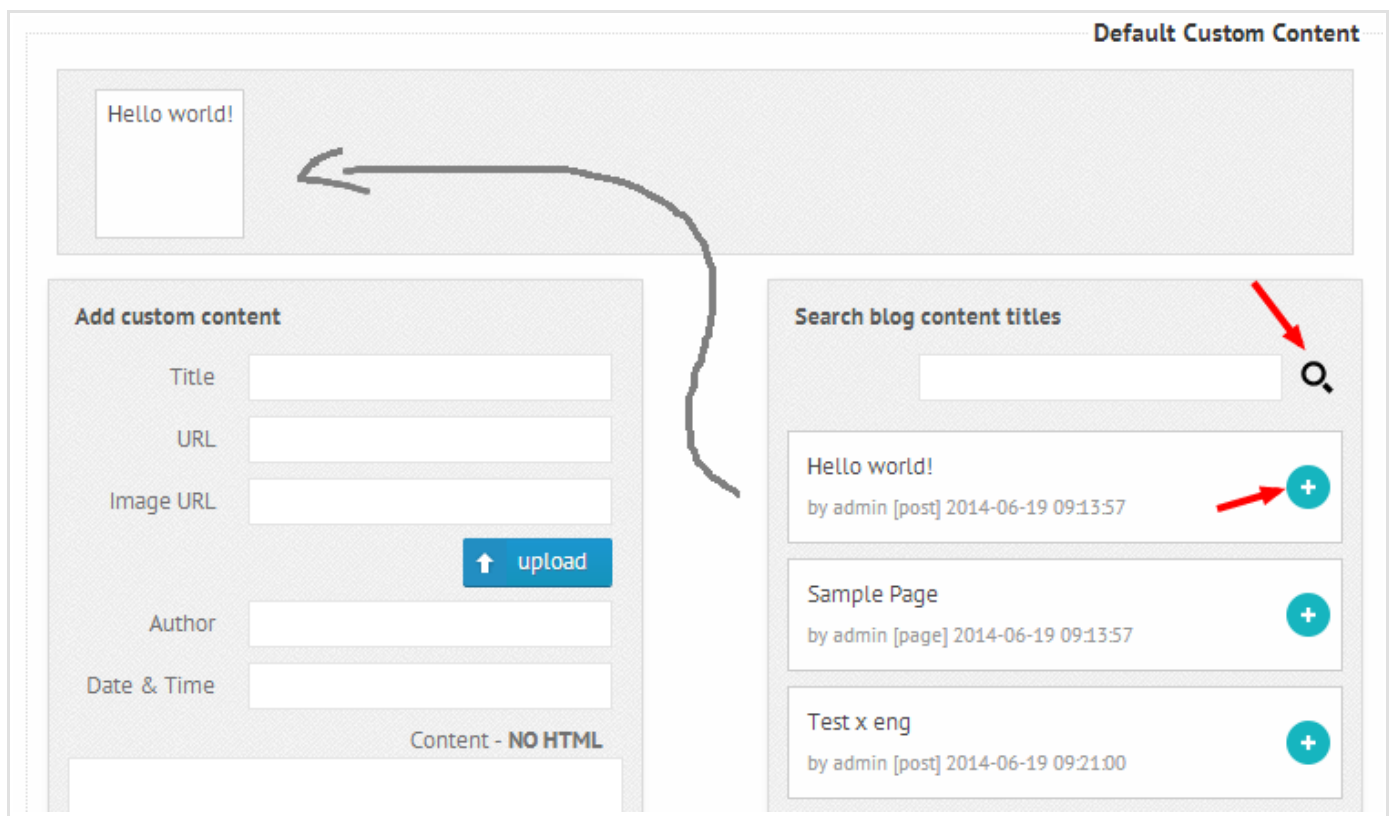 Default Custom Content
Hello world!
Add custom content
Title
URL
Image URL
upload
Author
Date & Time
Content - NO HTML
Search blog content titles
Hello world!
by admin [post] 2014-06-19 09:13:57
Sample Page
by admin [page] 2014-06-19 09:13:57
Test x eng
by admin [post] 2014-06-19 09:21:00